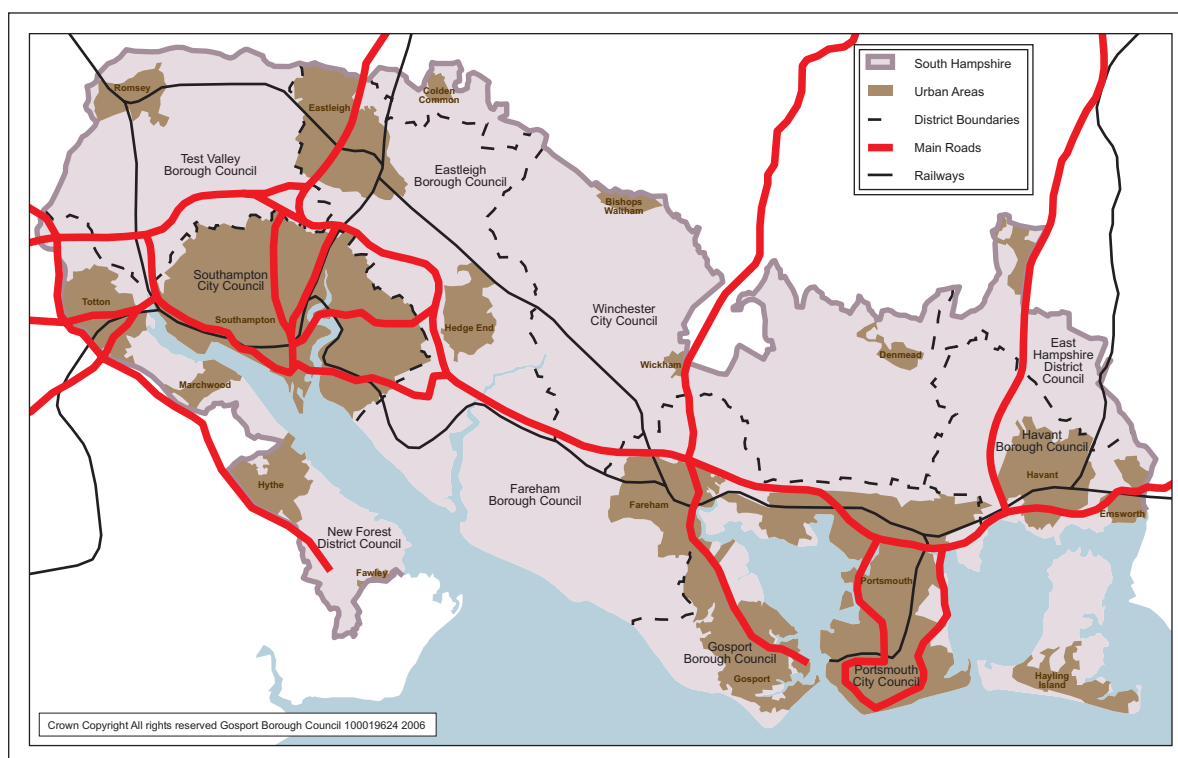 South Hampshire
Urban Areas
District Boundaries
Main Roads
Railways
Romsey
Eastleigh
Colden
Common
Test Valley
Borough Council
Eastleigh
Borough Council
Bishops
Waltham
Southampton
City Council
Southampton
Totton
Hedge End
Winchester
City Council
Wickham
Denmead
East
Hampshire
District
Council
Marchwood
Havant
Borough Council
Havant
Hythe
Fareham
Borough Council
Fareham
Emsworth
New Forest
District Council
Fawley
Portsmouth
Gosport
Borough Council
Gosport
Portsmouth
City Council
Hayling
Island
Crown Copyright All rights reserved Gosport Borough Council 100019624 2006